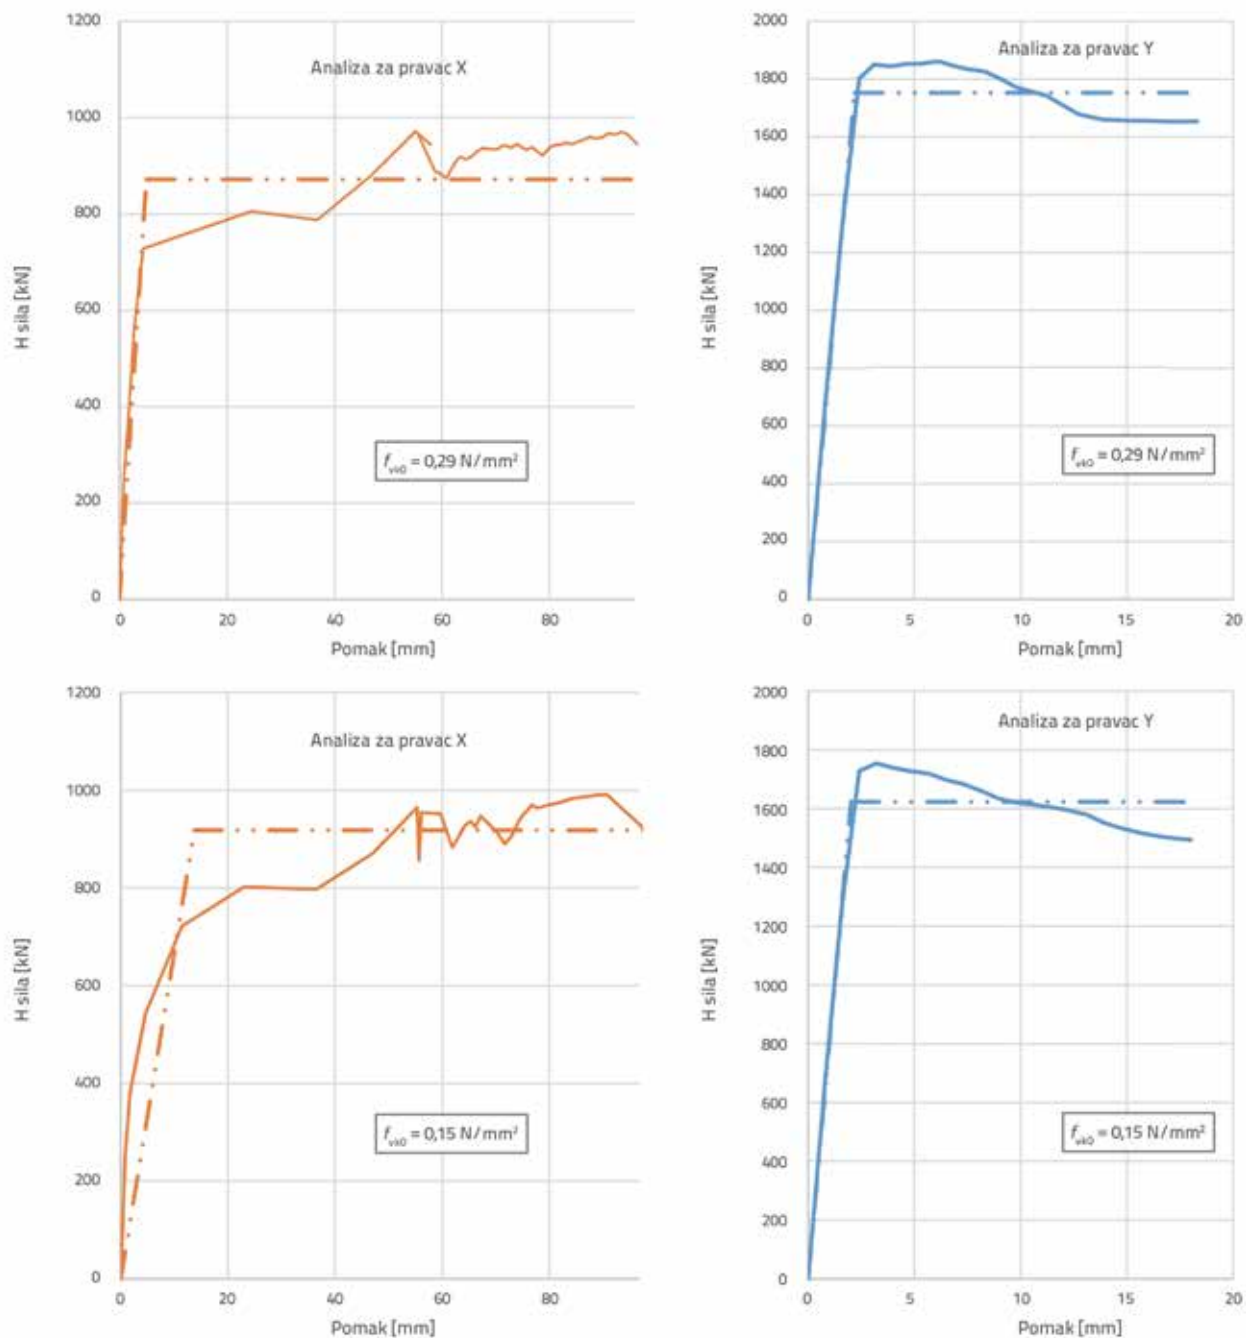 1200
1000
800
600
400
200
0
H sila [kN]
Analiza za pravac X
fvk0 = 0,29 N/mm²
0 20 40 60 80
Pomak [mm]
2000
1800
1600
1400
1200
1000
800
600
400
200
0
H sila [kN]
Analiza za pravac Y
fvk0 = 0,29 N/mm²
0 5 10 15 20
Pomak [mm]
1200
1000
800
600
400
200
0
H sila [kN]
Analiza za pravac X
fvk0 = 0,15 N/mm²
0 20 40 60 80
Pomak [mm]
2000
1800
1600
1400
1200
1000
800
600
400
200
0
H sila [kN]
Analiza za pravac Y
fvk0 = 0,15 N/mm²
0 5 10 15 20
Pomak [mm]